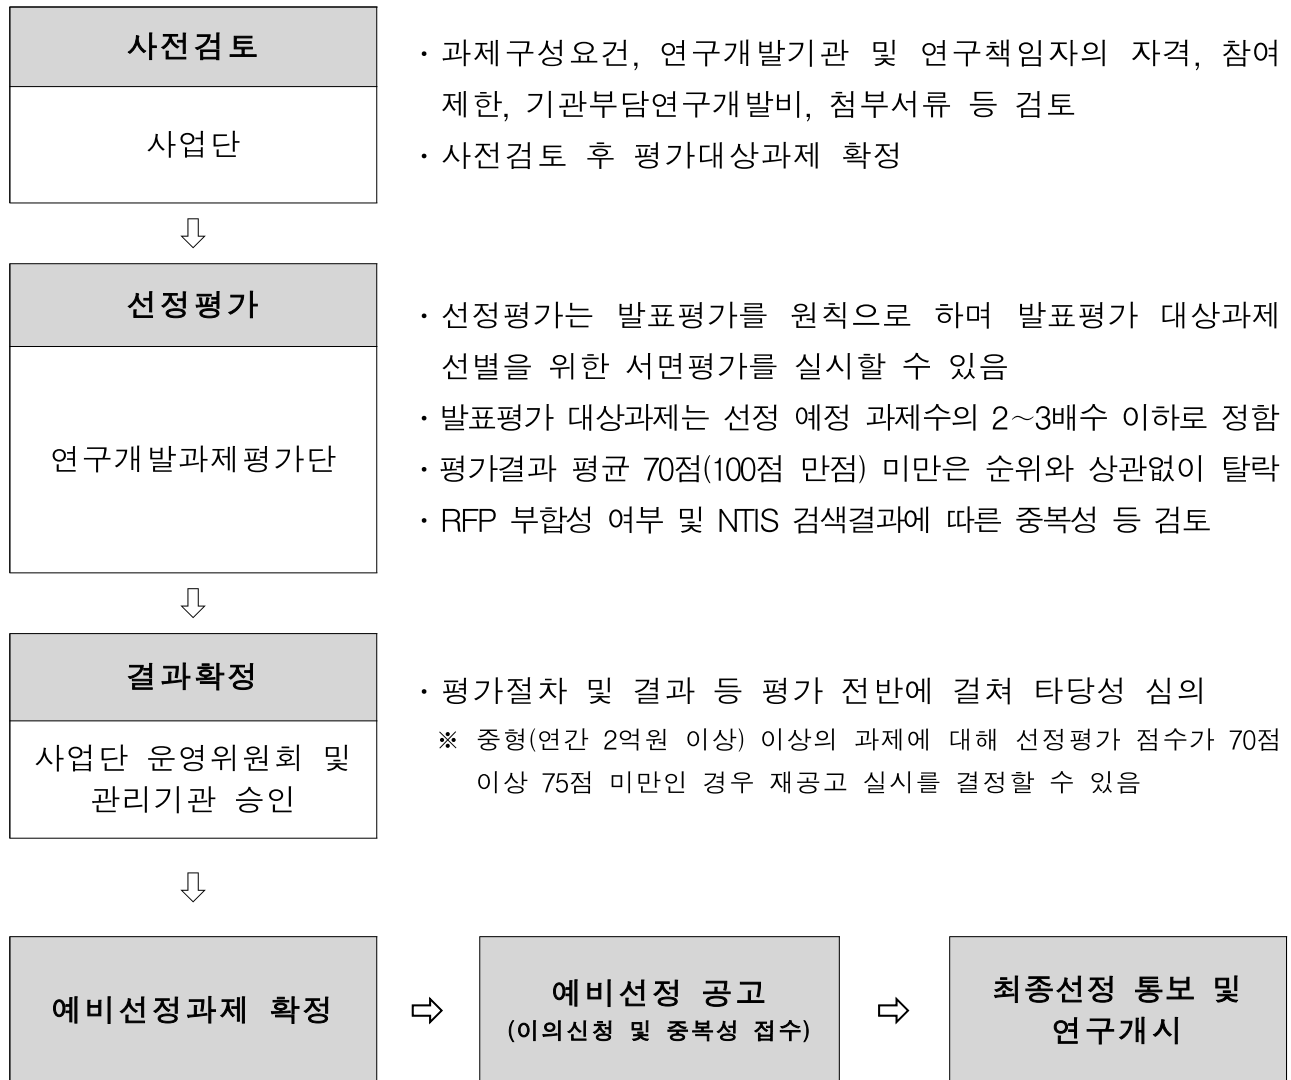 사전검토
사업단
· 과제구성요건, 연구개발기관 및 연구책임자의 자격, 참여
제한, 기관부담연구개발비, 첨부서류 등 검토
· 사전검토 후 평가대상과제 확정
⇩
선정평가
연구개발과제평가단
· 선정평가는 발표평가를 원칙으로 하며 발표평가 대상과제
선별을 위한 서면평가를 실시할 수 있음
· 발표평가 대상과제는 선정 예정 과제수의 2～3배수 이하로 정함
· 평가결과 평균 70점(100점 만점) 미만은 순위와 상관없이 탈락
· RFP 부합성 여부 및 NTIS 검색결과에 따른 중복성 등 검토
⇩
결과확정
사업단 운영위원회 및
관리기관 승인
· 평가절차 및 결과 등 평가 전반에 걸쳐 타당성 심의
※ 중형(연간 2억원 이상) 이상의 과제에 대해 선정평가 점수가 70점
이상 75점 미만인 경우 재공고 실시를 결정할 수 있음
⇩
예비선정과제 확정
⇨
예비선정 공고
(이의신청 및 중복성 접수)
⇨
최종선정 통보 및
연구개시